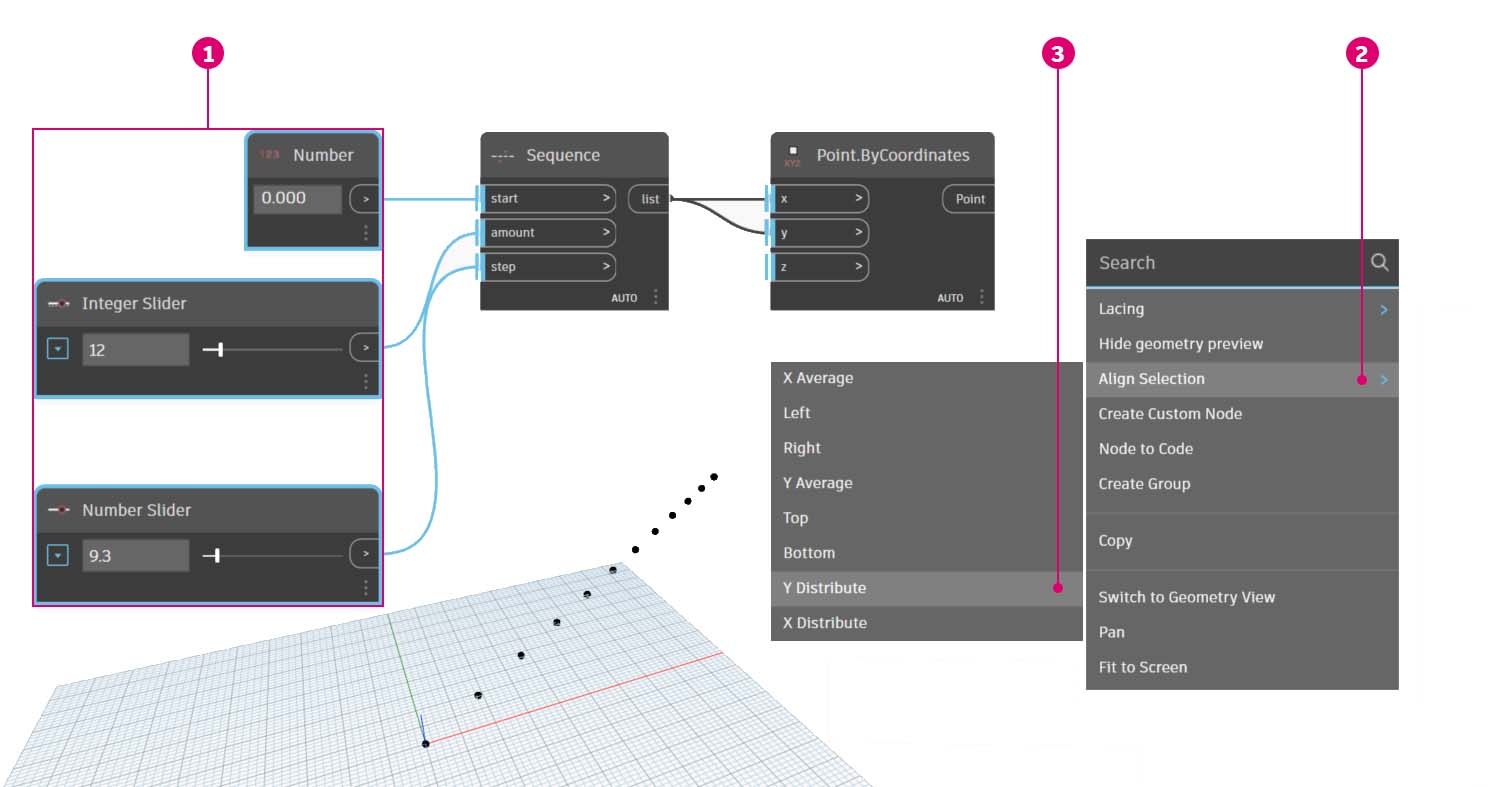 1
3
2
123 Number
0.000
>
Sequence
start >
list
amount >
step >
AUTO
XYZ Point.ByCoordinates
x >
Point
y >
z >
AUTO
Integer Slider
12
>
Number Slider
9.3
>
X Average
Left
Right
Y Average
Top
Bottom
Y Distribute
X Distribute
Search
Lacing >
Hide geometry preview
Align Selection >
Create Custom Node
Node to Code
Create Group
Copy
Switch to Geometry View
Pan
Fit to Screen